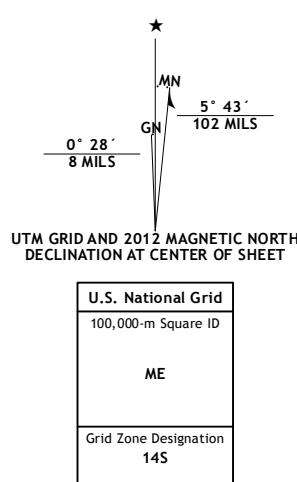 MN
GN
5° 43´
102 MILS
0° 28´
8 MILS
UTM GRID AND 2012 MAGNETIC NORTH
DECLINATION AT CENTER OF SHEET
U.S. National Grid
100,000-m Square ID
ME
Grid Zone Designation
14S